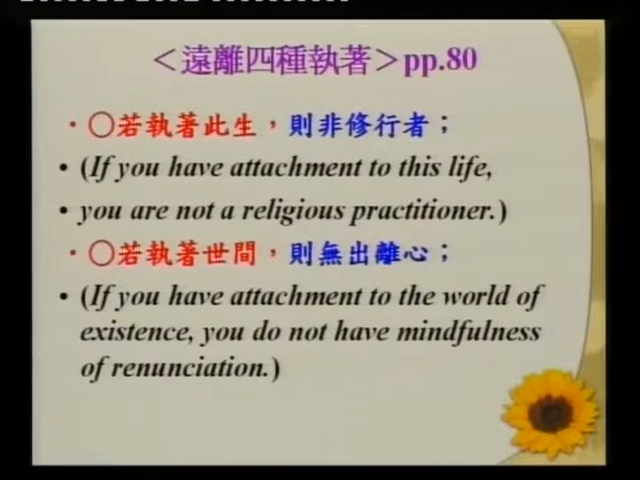 ＜遠離四種執著＞pp.80
• ○若執著此生，則非修行者；
• (If you have attachment to this life,
• you are not a religious practitioner.)
• ○若執著世間，則無出離心；
• (If you have attachment to the world of
existence, you do not have mindfulness
of renunciation.)